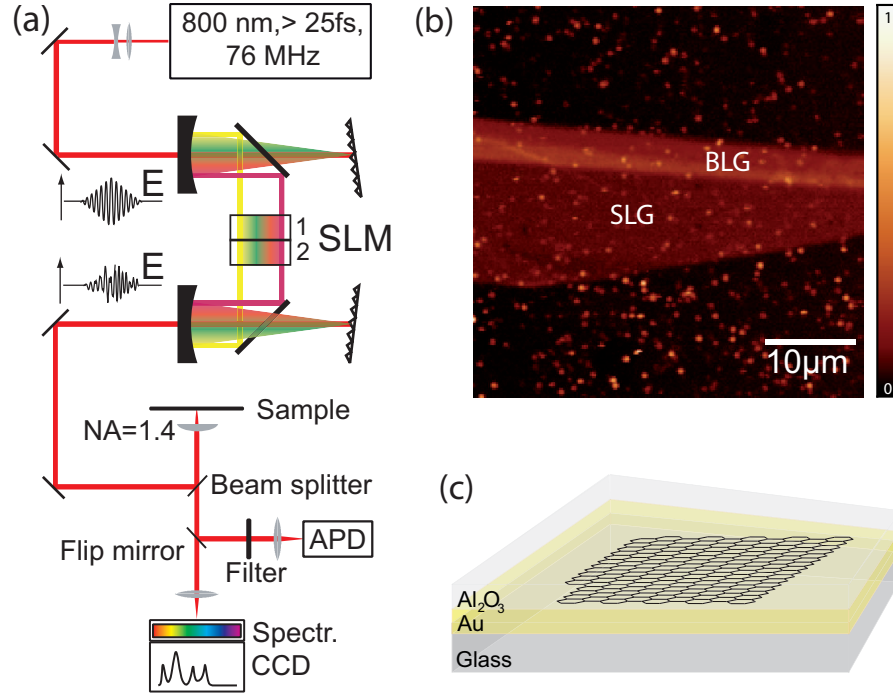 (a)
800 nm,> 25fs,
76 MHz
E
1
2
SLM
E
Sample
NA=1.4
Beam splitter
Flip mirror
APD
Filter
Spectr.
CCD
(b)
1
BLG
SLG
10μm
0
(c)
Al₂O₃
Au
Glass